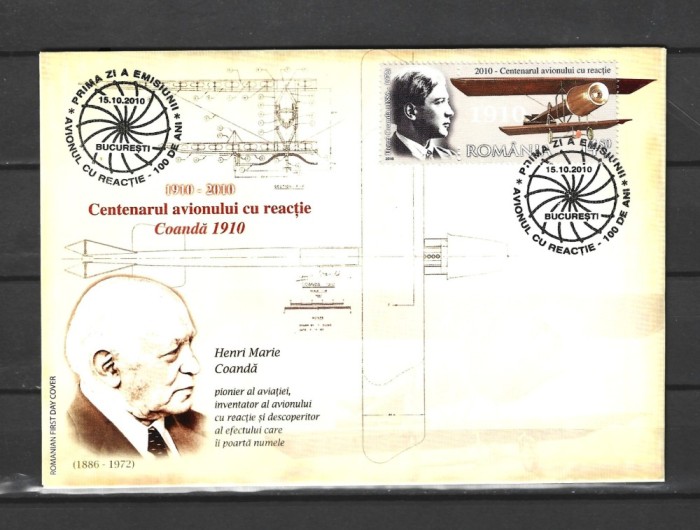 * PRIMA ZI A EMISIUNII *
15.10.2010
BUCUREȘTI
AVIONUL CU REACȚIE - 100 DE ANI
2010 - Centenarul avionului cu reacție
1910
ROMÂNIA
* PRIMA ZI A EMISIUNII *
15.10.2010
BUCUREȘTI
AVIONUL CU REACȚIE - 100 DE ANI
1910 - 2010
Centenarul avionului cu reacție
Coandă 1910
Henri Marie
Coandă
pionier al aviației,
inventator al avionului
cu reacție și descoperitor
al efectului care
îi poartă numele
(1886 - 1972)
ROMANIAN FIRST DAY COVER